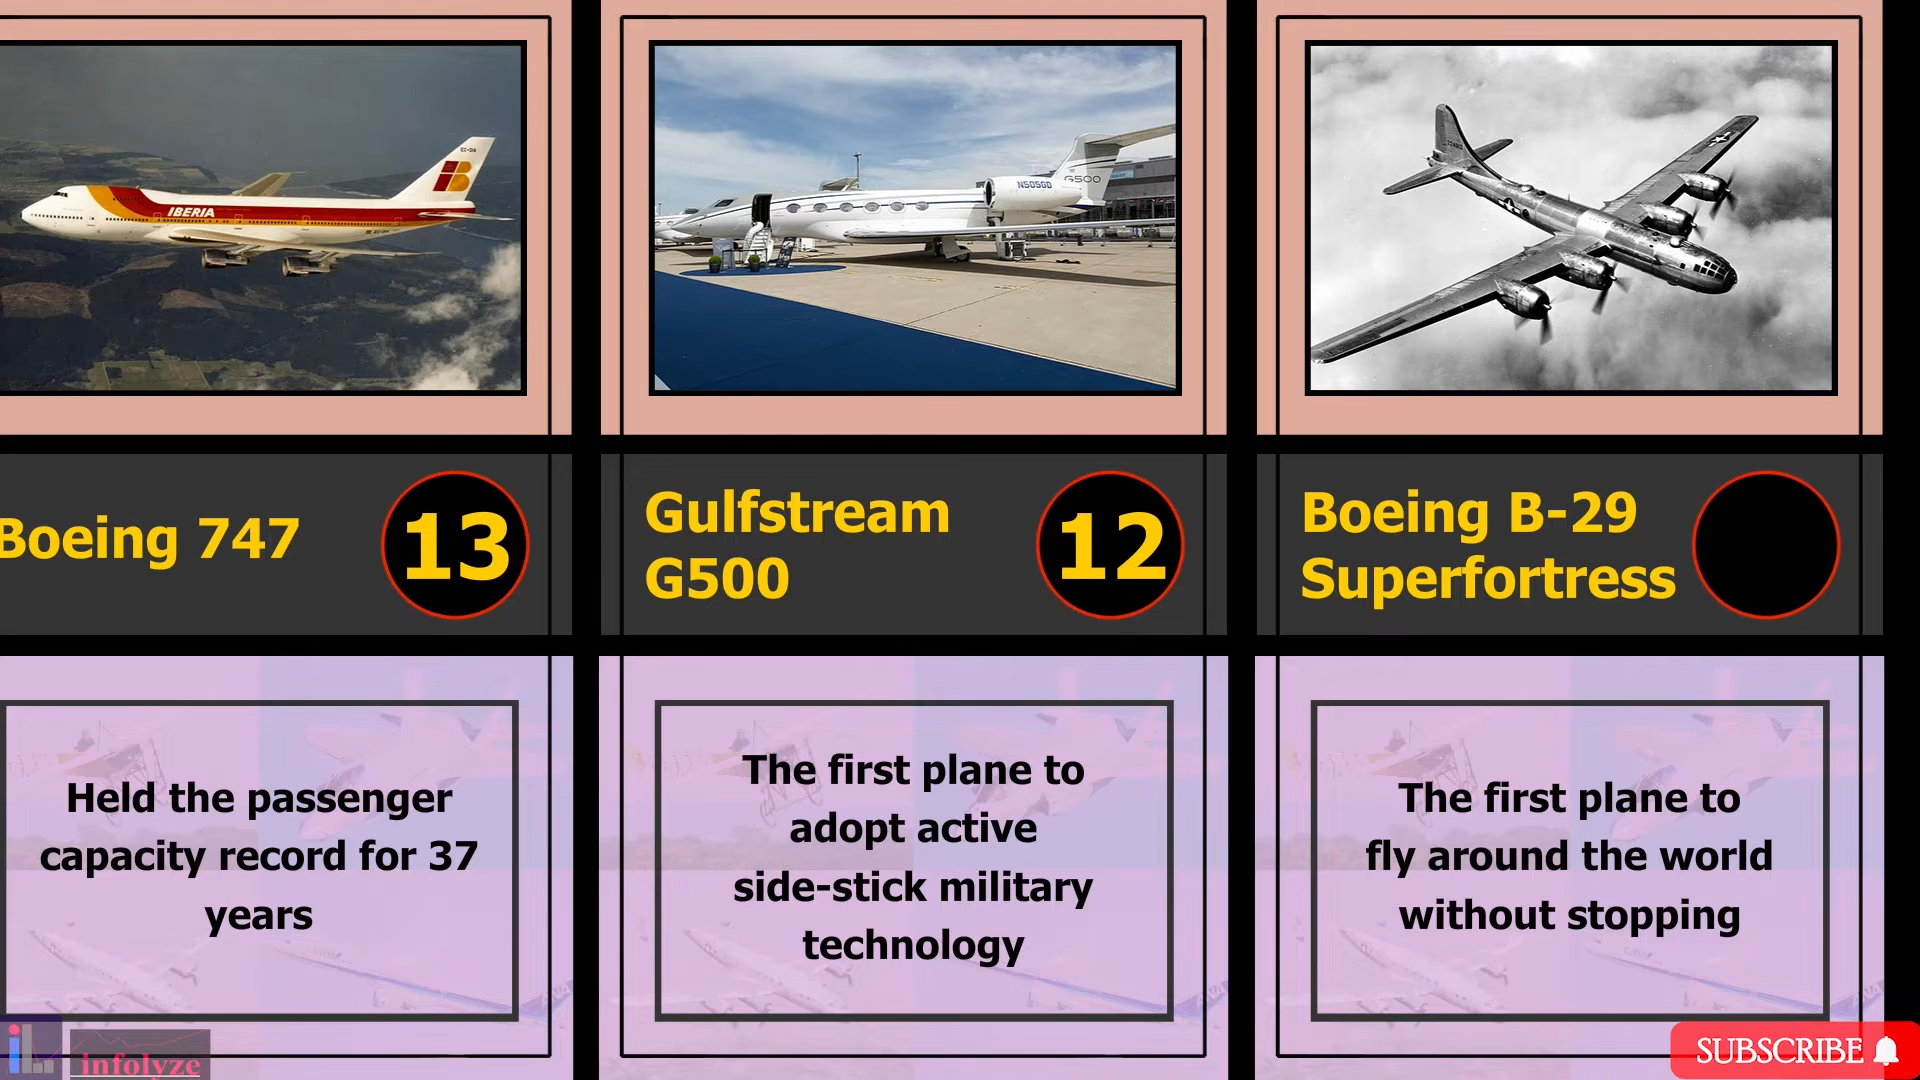 IBERIA
EC-DIA
N505GD
G500
Boeing 747
13
Gulfstream
G500
12
Boeing B-29
Superfortress
Held the passenger
capacity record for 37
years
The first plane to
adopt active
side-stick military
technology
The first plane to
fly around the world
without stopping
infolyze
SUBSCRIBE